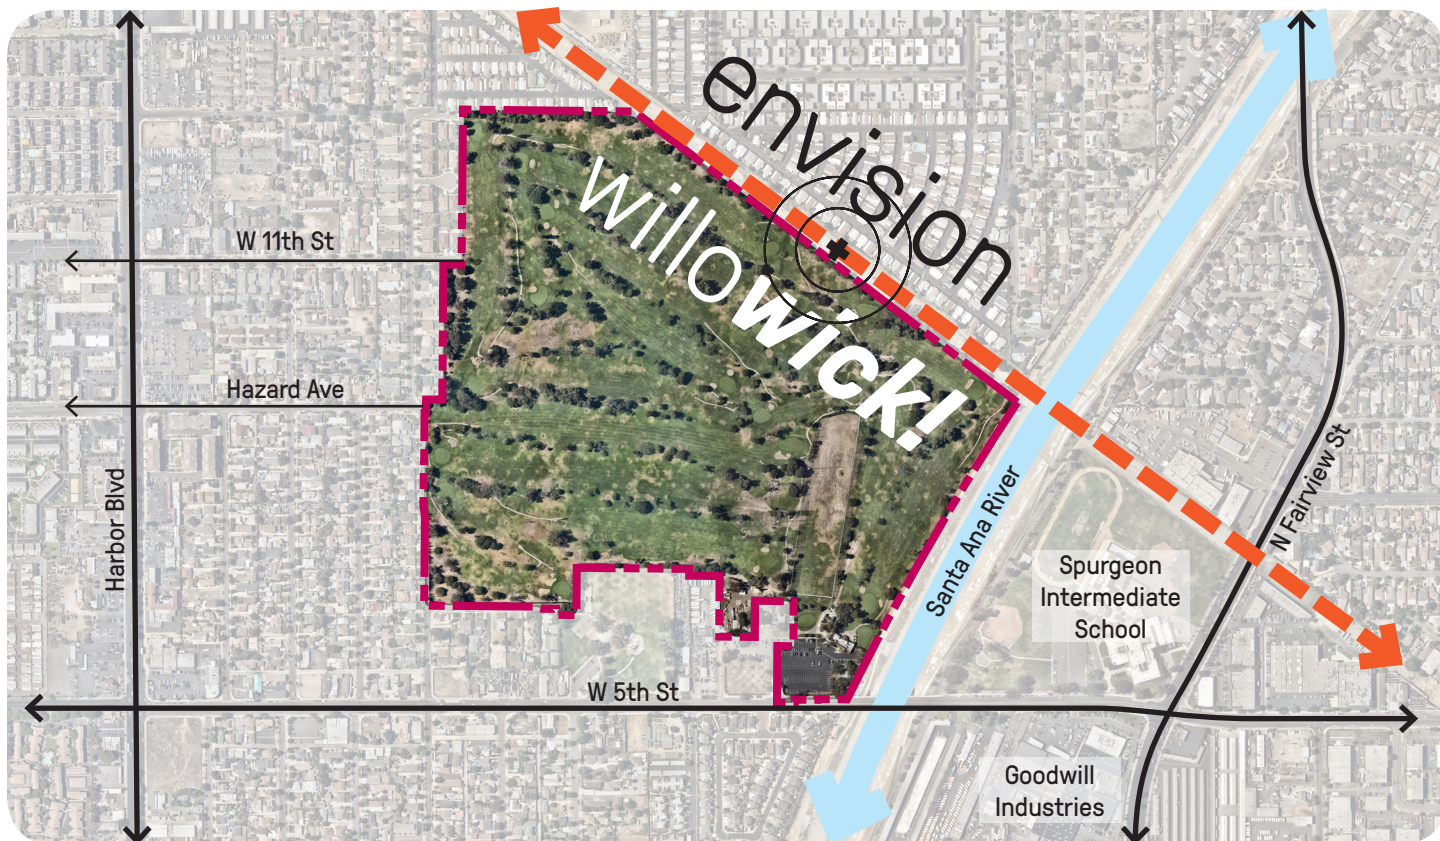 envision
willowick!
W 11th St
Hazard Ave
Harbor Blvd
N Fairview St
Santa Ana River
Spurgeon
Intermediate
School
W 5th St
Goodwill
Industries